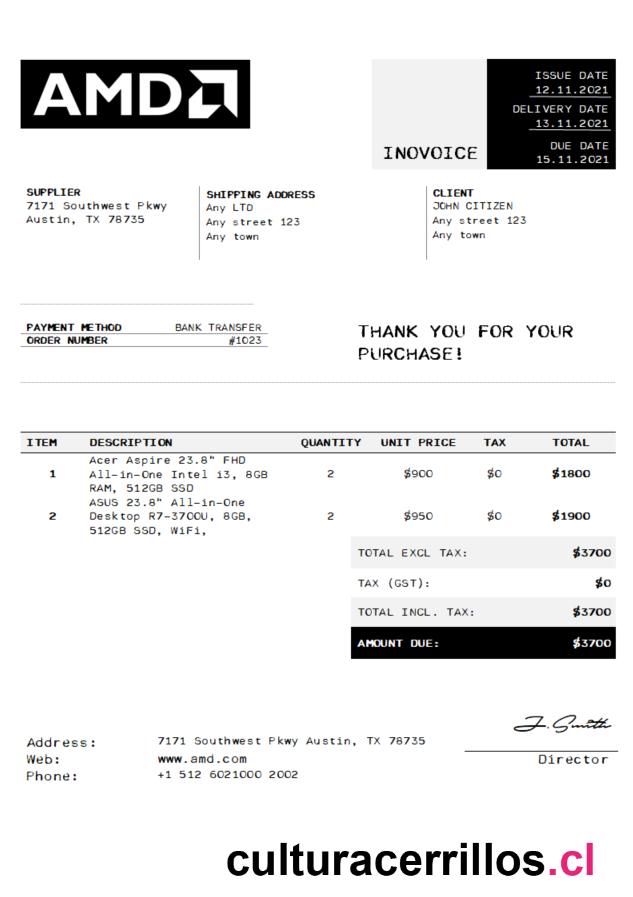 AMD
ISSUE DATE
12.11.2021
DELIVERY DATE
13.11.2021
DUE DATE
15.11.2021
INOVOICE
SUPPLIER
7171 Southwest Pkwy
Austin, TX 78735
SHIPPING ADDRESS
Any LTD
Any street 123
Any town
CLIENT
JOHN CITIZEN
Any street 123
Any town
PAYMENT METHOD BANK TRANSFER
ORDER NUMBER #1023
THANK YOU FOR YOUR
PURCHASE!
ITEM DESCRIPTION QUANTITY UNIT PRICE TAX TOTAL
Acer Aspire 23.8" FHD
1 All-in-One Intel i3, 8GB 2 $900 $0 $1800
RAM, 512GB SSD
ASUS 23.8" All-in-One
2 Desktop R7-3700U, 8GB, 2 $950 $0 $1900
512GB SSD, WiFi,
TOTAL EXCL TAX: $3700
TAX (GST): $0
TOTAL INCL. TAX: $3700
AMOUNT DUE: $3700
J. Smith
Director
Address: 7171 Southwest Pkwy Austin, TX 78735
Web: www.amd.com
Phone: +1 512 6021000 2002
culturacerrillos.cl